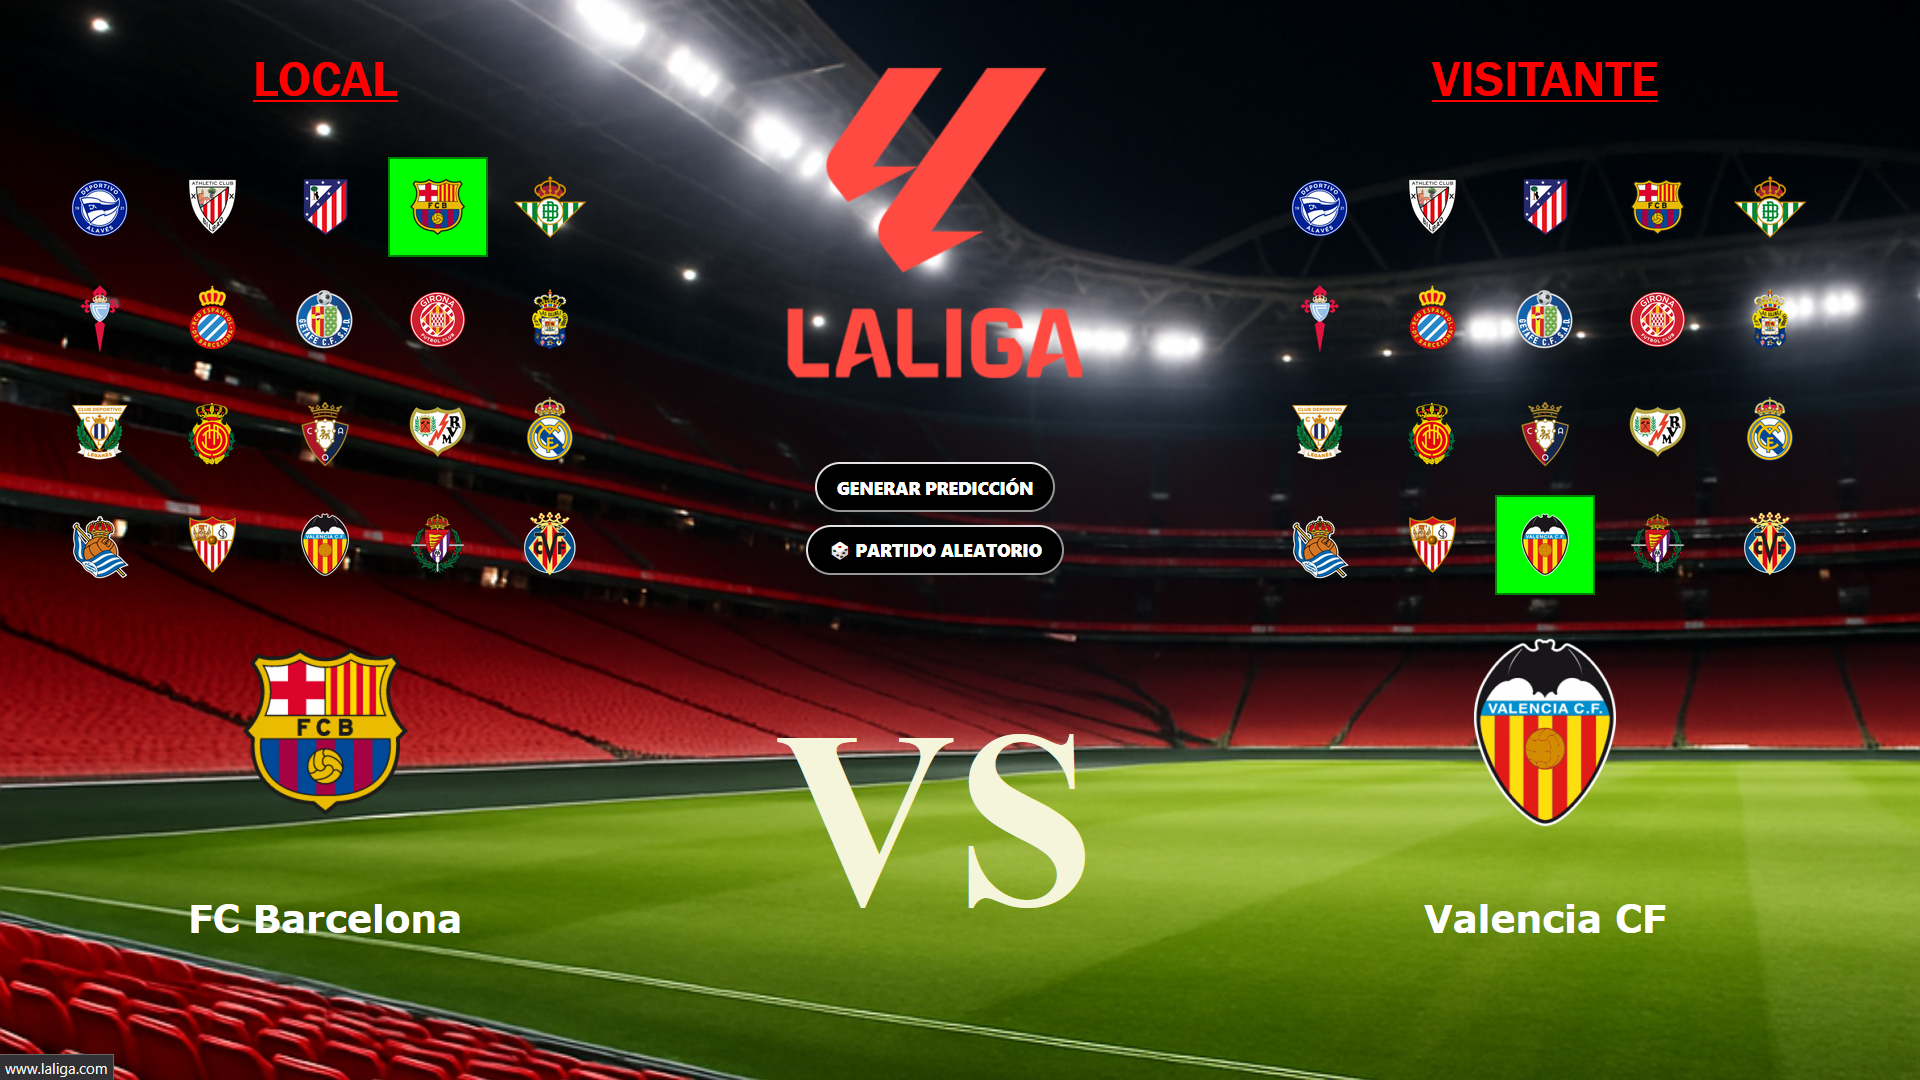 LOCAL
VISITANTE
LALIGA
GENERAR PREDICCIÓN
PARTIDO ALEATORIO
FCB
VALENCIA C.F.
VS
FC Barcelona
Valencia CF
www.laliga.com